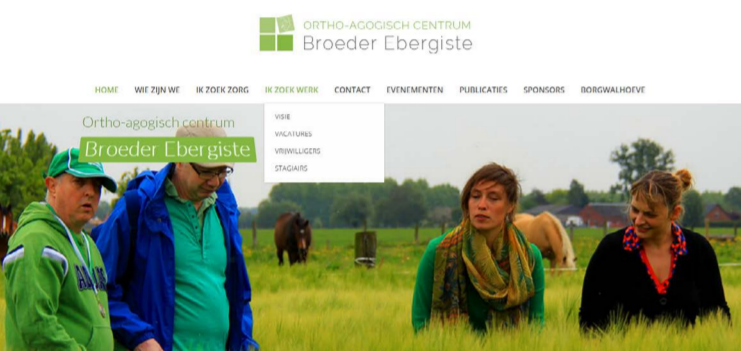 ORTHO-AGOGISCH CENTRUM
Broeder Ebergiste
HOME WIE ZIJN WE IK ZOEK ZORG IK ZOEK WERK CONTACT EVENEMENTEN PUBLICATIES SPONSORS BORGWALHOEVE
VISIE
VACATURES
VRIJWILLIGERS
STAGIAIRS
Ortho-agogisch centrum
Broeder Ebergiste